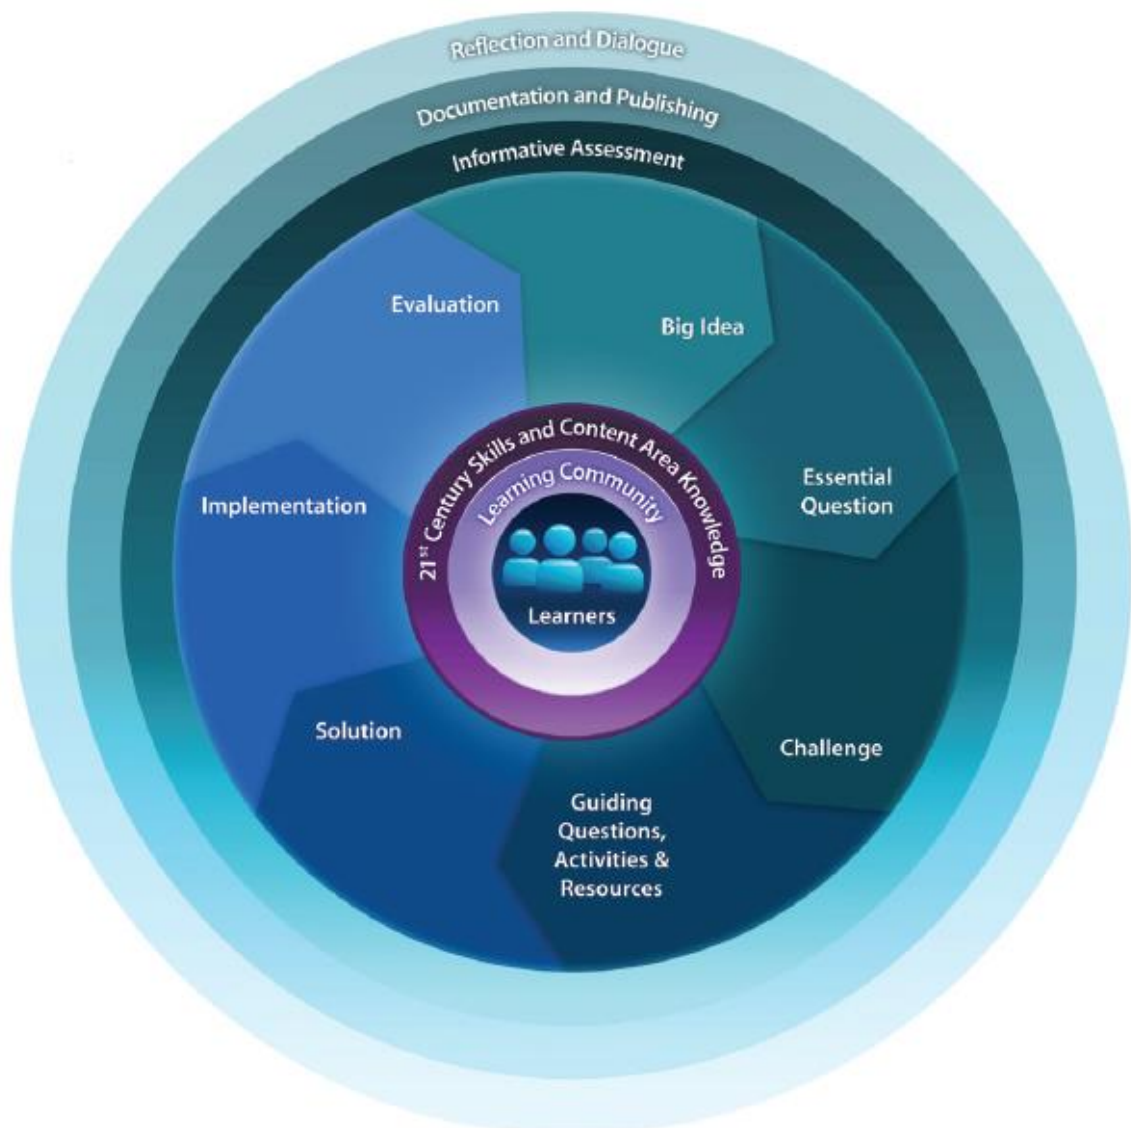 Reflection and Dialogue
Documentation and Publishing
Informative Assessment
Evaluation
Big Idea
Essential
Question
Implementation
21st Century Skills and Content Area Knowledge
Learning Community
Learners
Solution
Challenge
Guiding
Questions,
Activities &
Resources